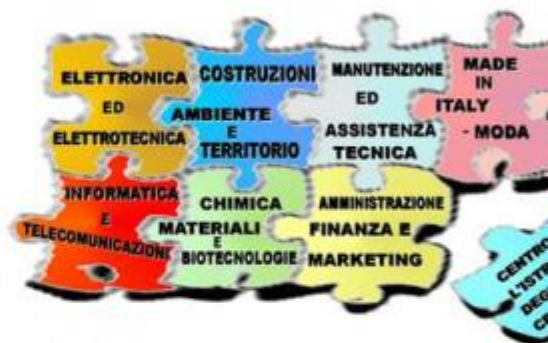 ELETTRONICA
ED
ELETTROTECNICA
COSTRUZIONI
AMBIENTE
E
TERRITORIO
MANUTENZIONE
ED
ASSISTENZA
TECNICA
MADE
IN
ITALY
- MODA
INFORMATICA
E
TELECOMUNICAZIONI
CHIMICA
MATERIALI
E
BIOTECNOLOGIE
AMMINISTRAZIONE
FINANZA E
MARKETING
CENTRO
L'ISTR
DEG